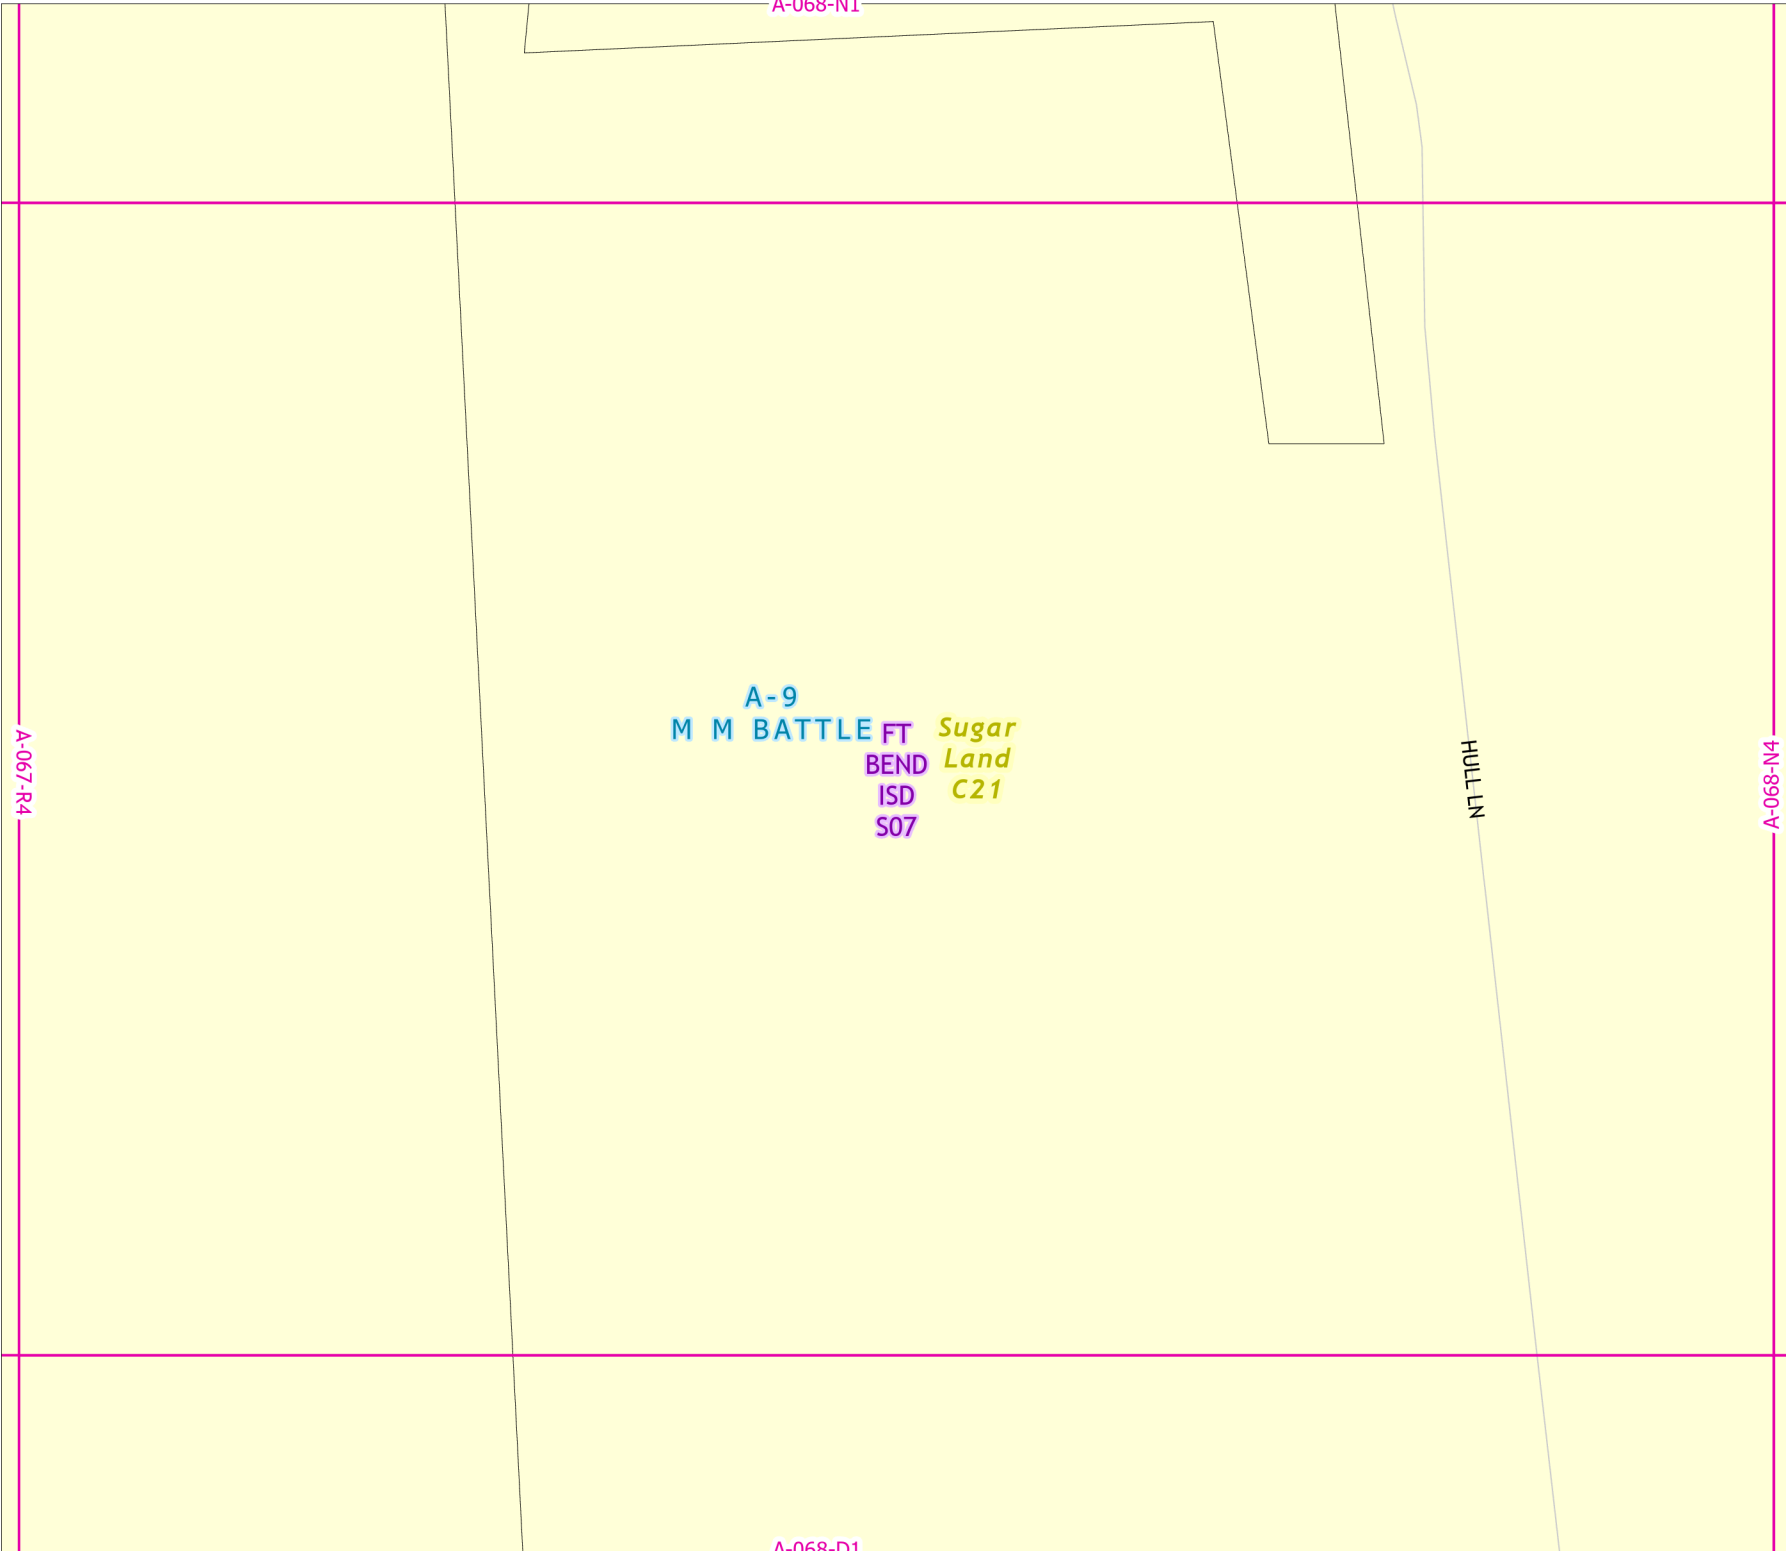 A-068-N1
A-067-R4
A-9
M M BATTLE
FT
BEND
ISD
S07
Sugar
Land
C21
HULL LN
A-068-N4
A-068-D1